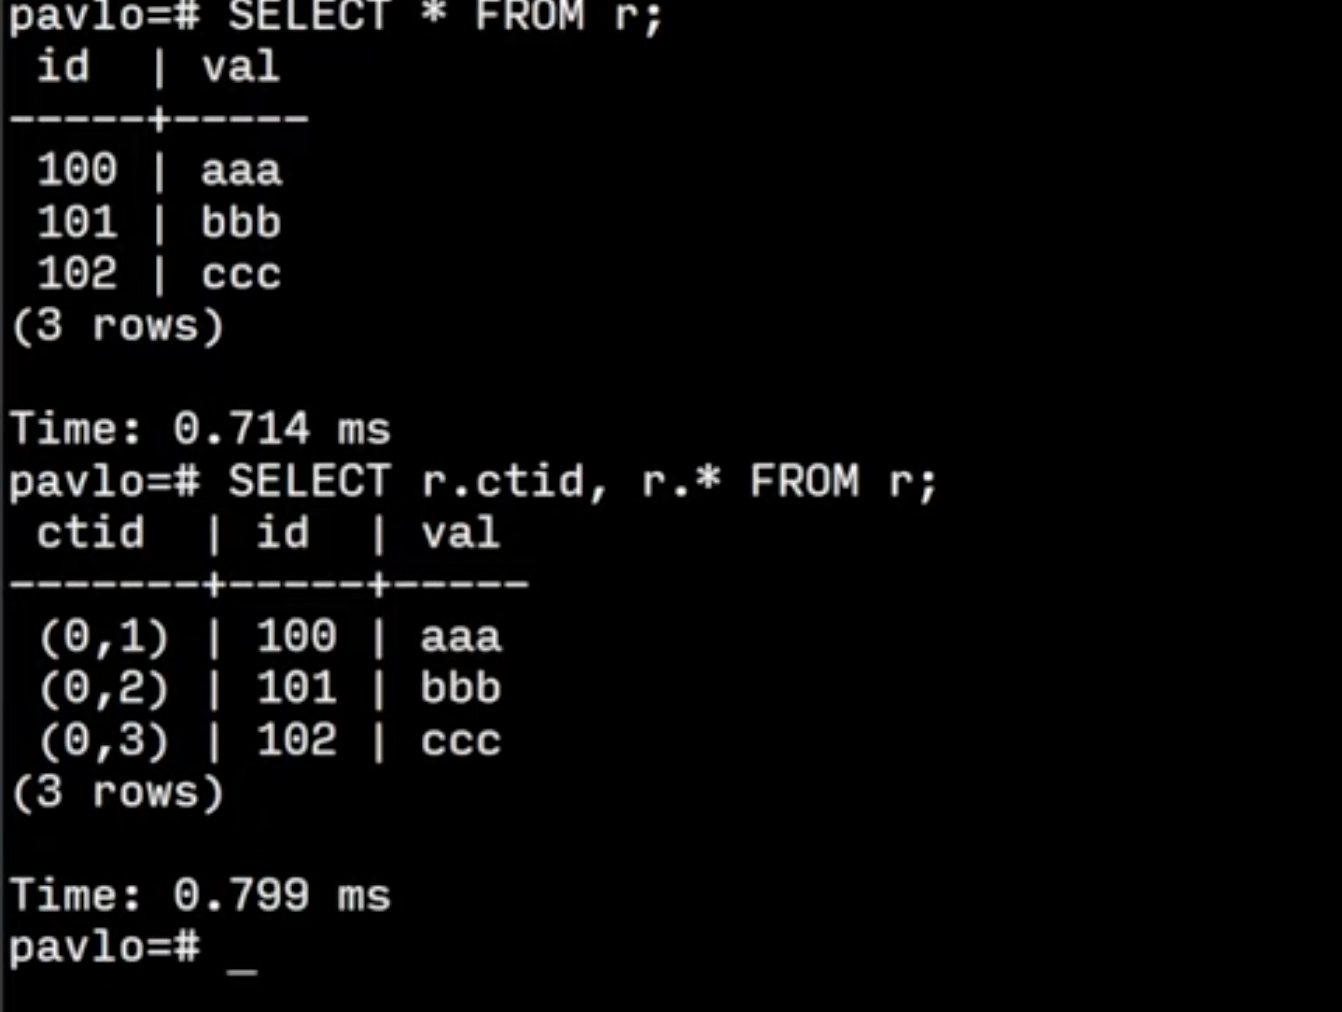 pavlo=# SELECT * FROM r;
 id  | val
-----+-----
 100 | aaa
 101 | bbb
 102 | ccc
(3 rows)

Time: 0.714 ms
pavlo=# SELECT r.ctid, r.* FROM r;
 ctid  | id  | val
-------+-----+-----
 (0,1) | 100 | aaa
 (0,2) | 101 | bbb
 (0,3) | 102 | ccc
(3 rows)

Time: 0.799 ms
pavlo=# _